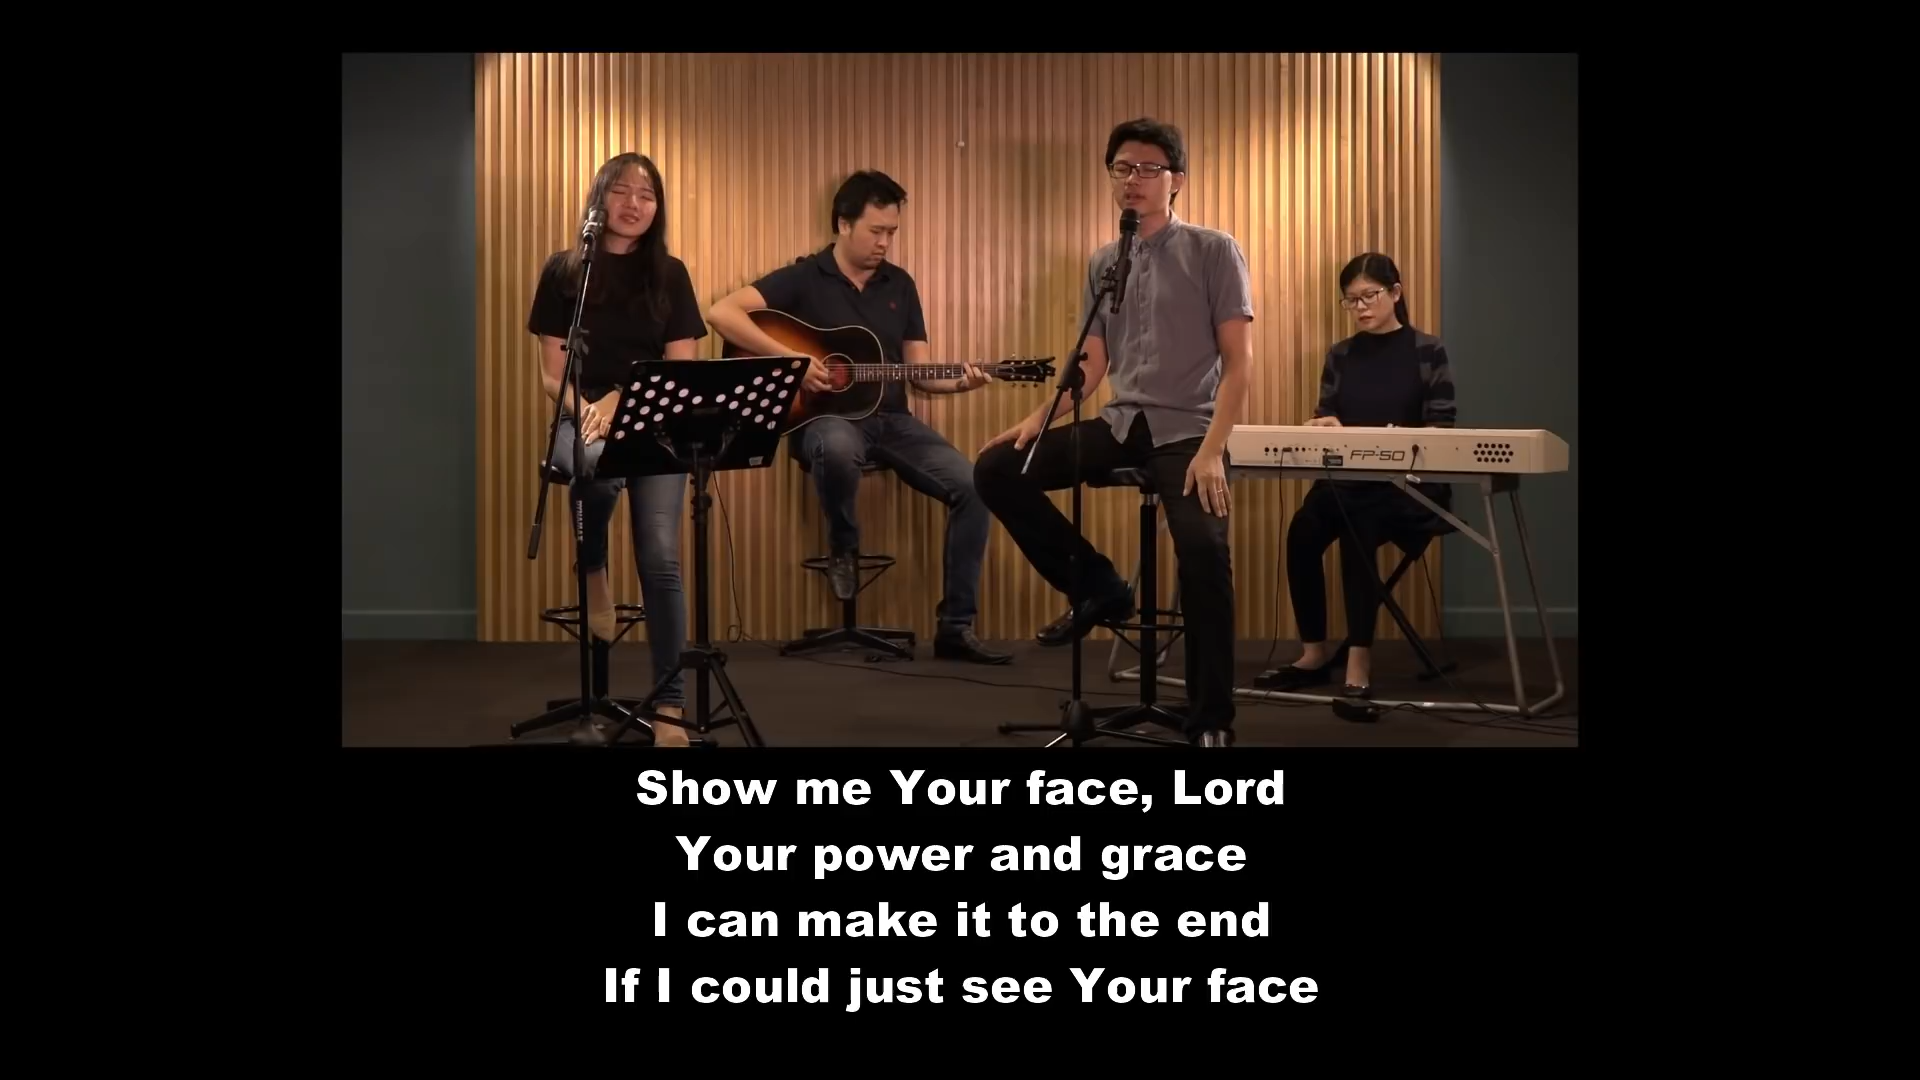 FP-50
Show me Your face, Lord
Your power and grace
I can make it to the end
If I could just see Your face